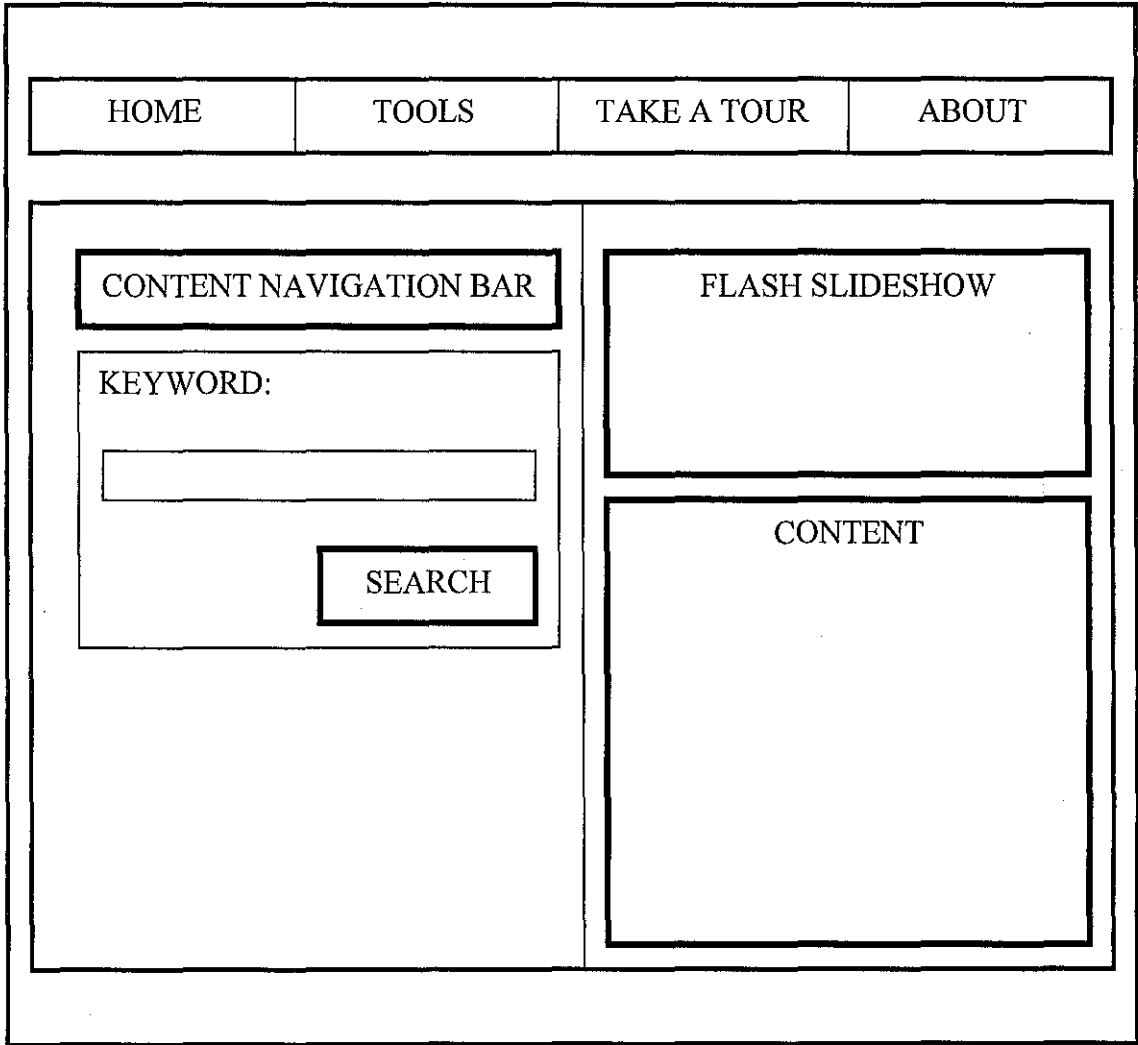 HOME TOOLS TAKE A TOUR ABOUT
CONTENT NAVIGATION BAR
KEYWORD:
SEARCH
FLASH SLIDESHOW
CONTENT